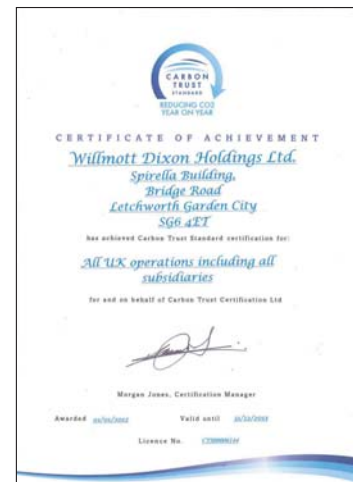 CARBON
TRUST
STANDARD
REDUCING CO2
YEAR ON YEAR
CERTIFICATE OF ACHIEVEMENT
Willmott Dixon Holdings Ltd.
Spirella Building,
Bridge Road
Letchworth Garden City
SG6 4ET
has achieved Carbon Trust Standard certification for:
All UK operations including all
subsidiaries
for and on behalf of Carbon Trust Certification Ltd
Morgan Jones, Certification Manager
Awarded Valid until
Licence No.